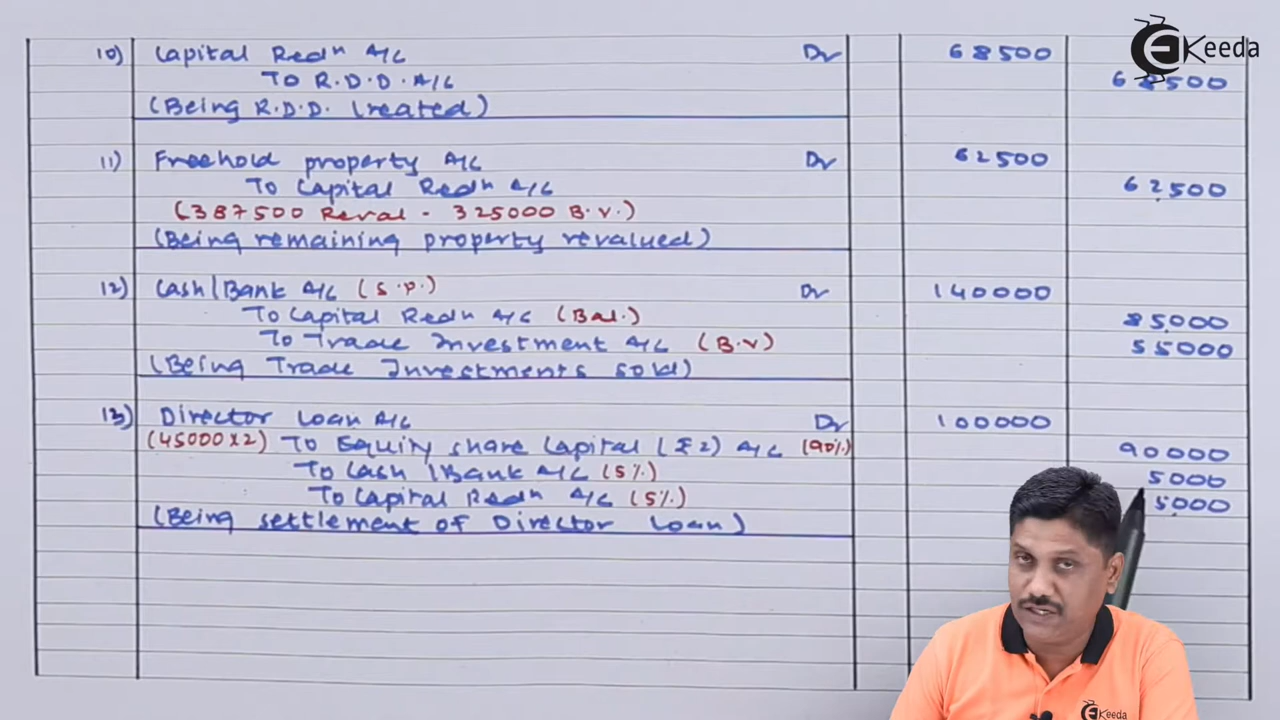 Keeda
10) Capital Redn A/c Dr 68500
To R.D.D. A/c 68500
(Being R.D.D. Created)
11) Freehold property A/c Dr 62500
To Capital Redn A/c 62500
(387500 Reval - 325000 B.V.)
(Being remaining property revalued)
12) Cash/Bank A/c (S.P.) Dr 140000
To Capital Redn A/c (Bal.) 85000
To Trade Investment A/c (B.V) 55000
(Being Trade Investments sold)
13) Director Loan A/c Dr 100000
(45000x2) To Equity share Capital (₹2) A/c (90%) 90000
To Cash/Bank A/c (5%) 5000
To Capital Redn A/c (5%) 5000
(Being settlement of Director Loan)
Keeda